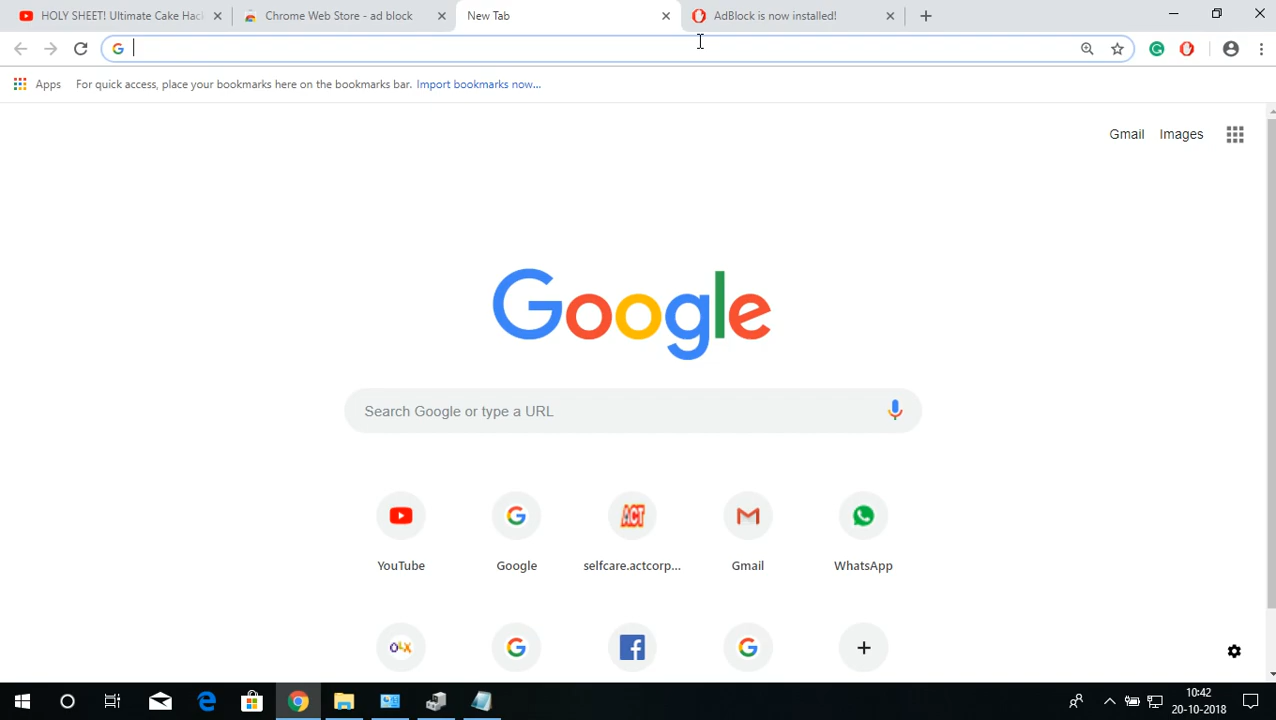 HOLY SHEET! Ultimate Cake Hac
Chrome Web Store - ad block
New Tab
AdBlock is now installed!
Apps For quick access, place your bookmarks here on the bookmarks bar. Import bookmarks now...
Gmail Images
Google
Search Google or type a URL
ACT
YouTube Google selfcare.actcorp... Gmail WhatsApp
OLX
10:42
20-10-2018